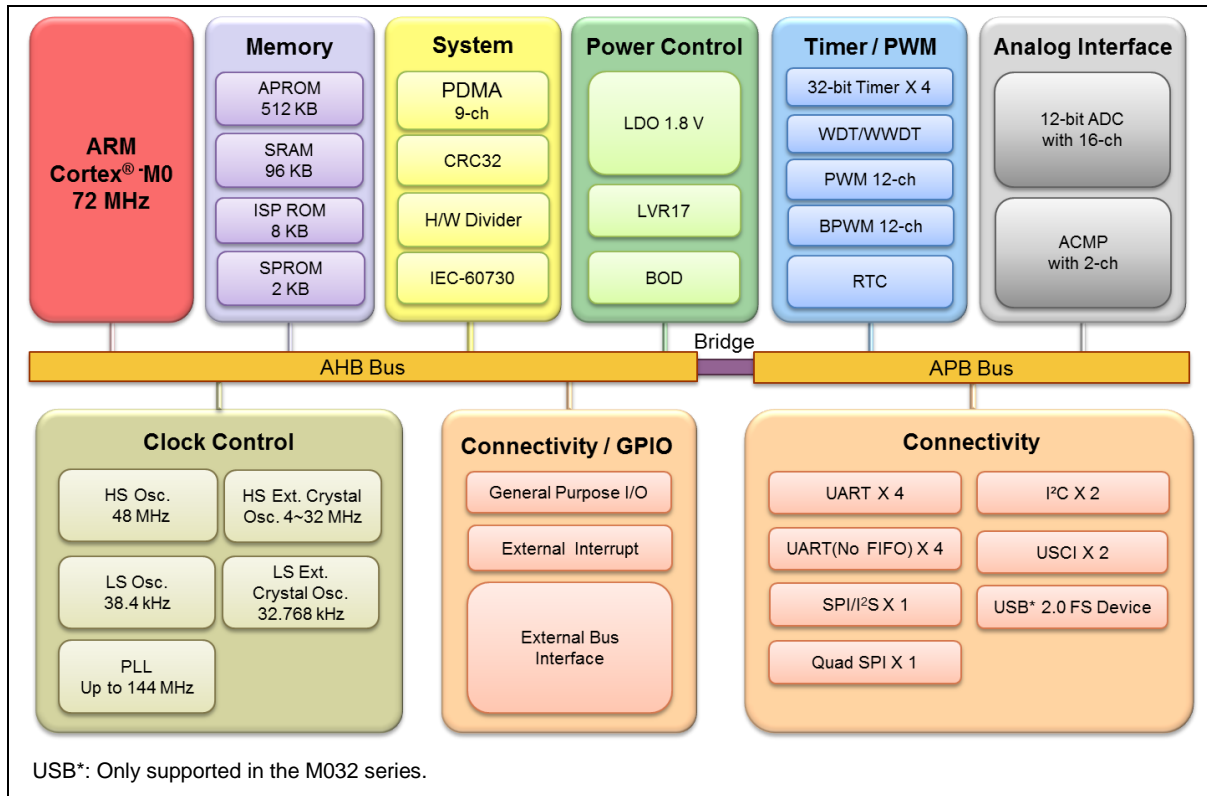 ARM
Cortex®-M0
72 MHz
Memory
APROM
512 KB
SRAM
96 KB
ISP ROM
8 KB
SPROM
2 KB
System
PDMA
9-ch
CRC32
H/W Divider
IEC-60730
Power Control
LDO 1.8 V
LVR17
BOD
Timer / PWM
32-bit Timer X 4
WDT/WWDT
PWM 12-ch
BPWM 12-ch
RTC
Analog Interface
12-bit ADC
with 16-ch
ACMP
with 2-ch
AHB Bus
Bridge
APB Bus
Clock Control
HS Osc.
48 MHz
HS Ext. Crystal
Osc. 4~32 MHz
LS Osc.
38.4 kHz
LS Ext.
Crystal Osc.
32.768 kHz
PLL
Up to 144 MHz
Connectivity / GPIO
General Purpose I/O
External Interrupt
External Bus
Interface
Connectivity
UART X 4
I²C X 2
UART(No FIFO) X 4
USCI X 2
SPI/I²S X 1
USB* 2.0 FS Device
Quad SPI X 1
USB*: Only supported in the M032 series.